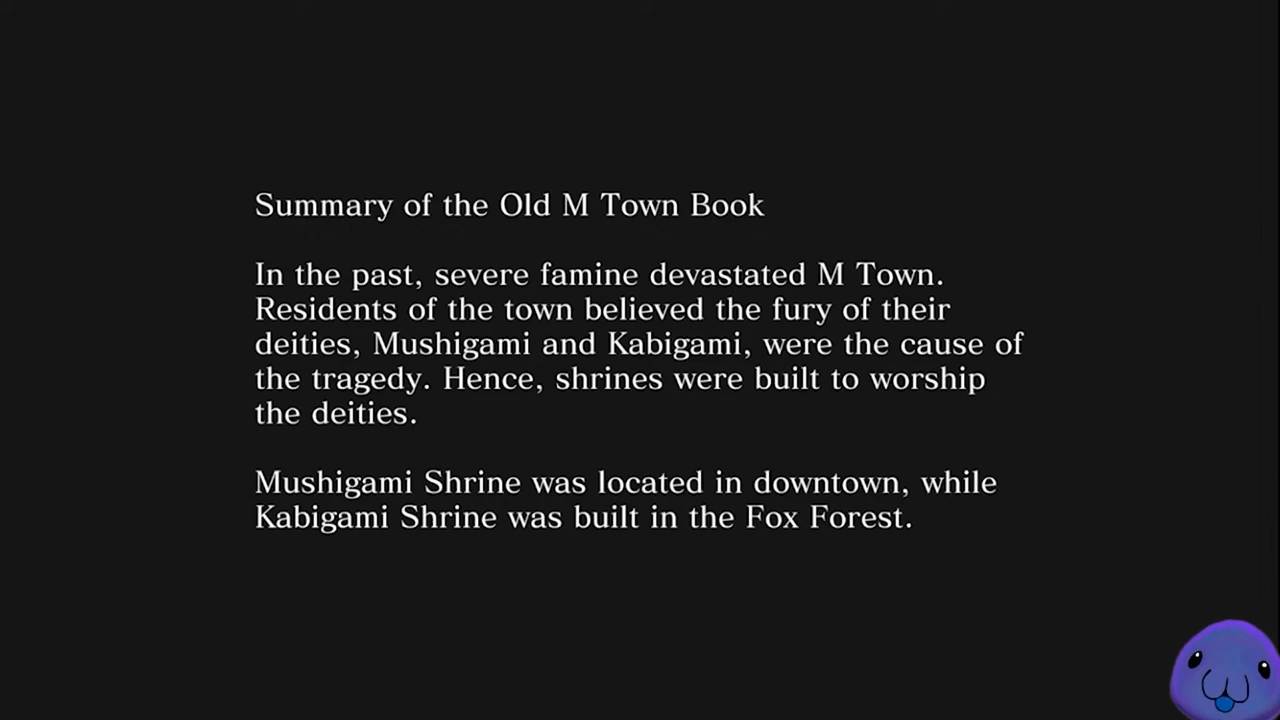 Summary of the Old M Town Book
In the past, severe famine devastated M Town.
Residents of the town believed the fury of their
deities, Mushigami and Kabigami, were the cause of
the tragedy. Hence, shrines were built to worship
the deities.
Mushigami Shrine was located in downtown, while
Kabigami Shrine was built in the Fox Forest.